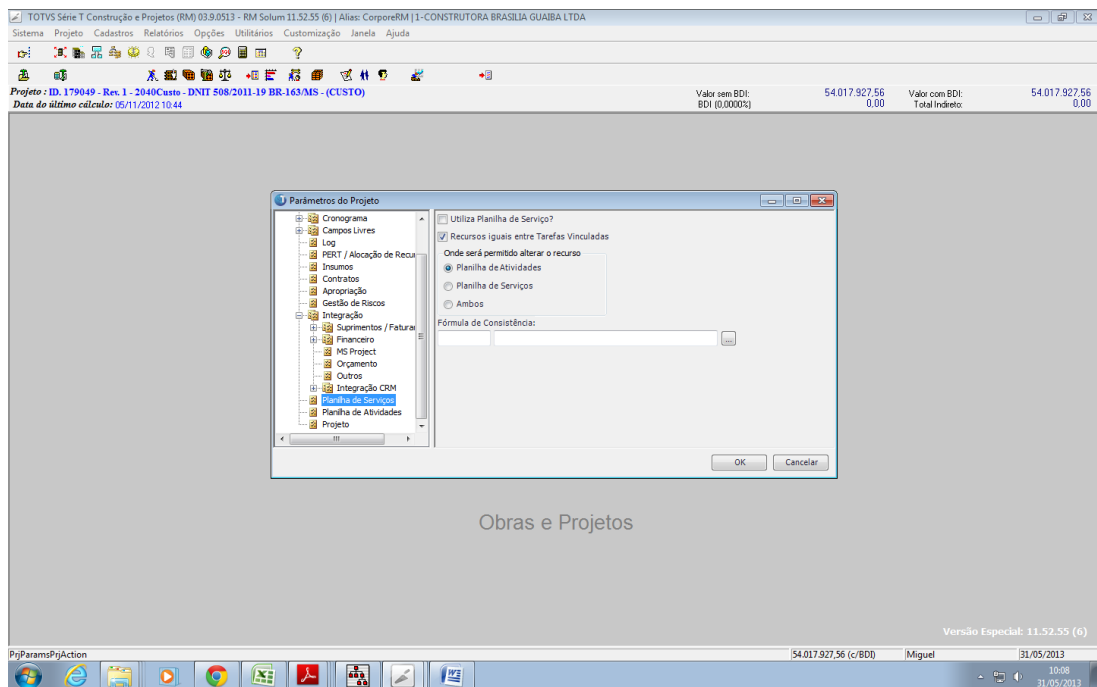 TOTVS Série T Construção e Projetos (RM) 03.9.0513 - RM Solum 11.52.55 (6) | Alias: CorporeRM | 1-CONSTRUTORA BRASILIA GUAIBA LTDA
Sistema Projeto Cadastros Relatórios Opções Utilitários Customização Janela Ajuda
Projeto : ID. 179049 - Rev. 1 - 2040Custo - DNIT 508/2011-19 BR-163/MS - (CUSTO)
Valor sem BDI: 54.017.927,56 Valor com BDI: 54.017.927,56
Data do último cálculo: 05/11/2012 10:44
BDI (0,0000%) 0,00 Total Indireto: 0,00
Parâmetros do Projeto
Cronograma
Campos Livres
Log
PERT / Alocação de Recur
Insumos
Contratos
Apropriação
Gestão de Riscos
Integração
Suprimentos / Faturar
Financeiro
MS Project
Orçamento
Outros
Integração CRM
Planilha de Serviços
Planilha de Atividades
Projeto
Utiliza Planilha de Serviço?
Recursos iguais entre Tarefas Vinculadas
Onde será permitido alterar o recurso
Planilha de Atividades
Planilha de Serviços
Ambos
Fórmula de Consistência:
...
OK Cancelar
Obras e Projetos
Versão Especial: 11.52.55 (6)
PrjParamsPrjAction 54.017.927,56 (c/BDI) Miguel 31/05/2013
10:08
31/05/2013